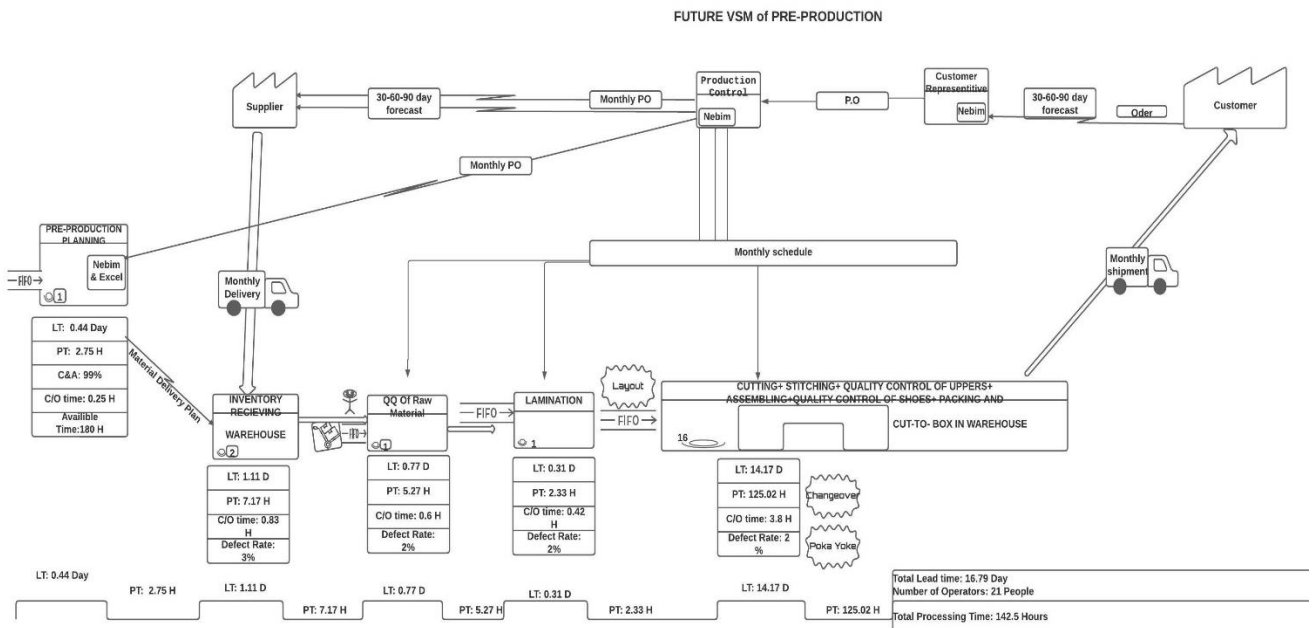 FUTURE VSM of PRE-PRODUCTION
Supplier
30-60-90 day
forecast
Monthly PO
Production
Control
Nebim
P.O
Customer
Representitive
Nebim
30-60-90 day
forecast
Oder
Customer
Monthly PO
PRE-PRODUCTION
PLANNING
Nebim
& Excel
FIFO
1
Monthly
Delivery
Monthly schedule
Monthly
shipment
LT: 0.44 Day
PT: 2.75 H
C&A: 99%
C/O time: 0.25 H
Availible
Time:180 H
Material Delivery Plan
INVENTORY
RECIEVING
WAREHOUSE
2
FIFO
QQ Of Raw
Material
1
FIFO
LAMINATION
1
Layout
FIFO
CUTTING+ STITCHING+ QUALITY CONTROL OF UPPERS+
ASSEMBLING+QUALITY CONTROL OF SHOES+ PACKING AND
CUT-TO- BOX IN WAREHOUSE
16
LT: 1.11 D
PT: 7.17 H
C/O time: 0.83
H
Defect Rate:
3%
LT: 0.77 D
PT: 5.27 H
C/O time: 0.6 H
Defect Rate:
2%
LT: 0.31 D
PT: 2.33 H
C/O time: 0.42
H
Defect Rate:
2%
LT: 14.17 D
PT: 125.02 H
C/O time: 3.8 H
Defect Rate: 2
%
Changeover
Poka Yoke
LT: 0.44 Day
PT: 2.75 H
LT: 1.11 D
PT: 7.17 H
LT: 0.77 D
PT: 5.27 H
LT: 0.31 D
PT: 2.33 H
LT: 14.17 D
PT: 125.02 H
Total Lead time: 16.79 Day
Number of Operators: 21 People
Total Processing Time: 142.5 Hours